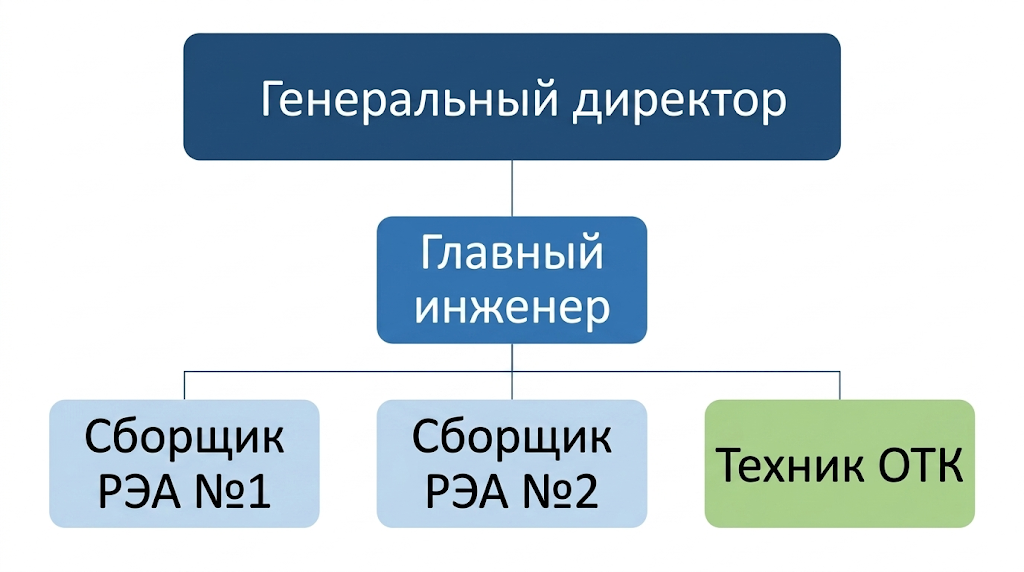 Генеральный директор
Главный
инженер
Сборщик
РЭА №1
Сборщик
РЭА №2
Техник ОТК